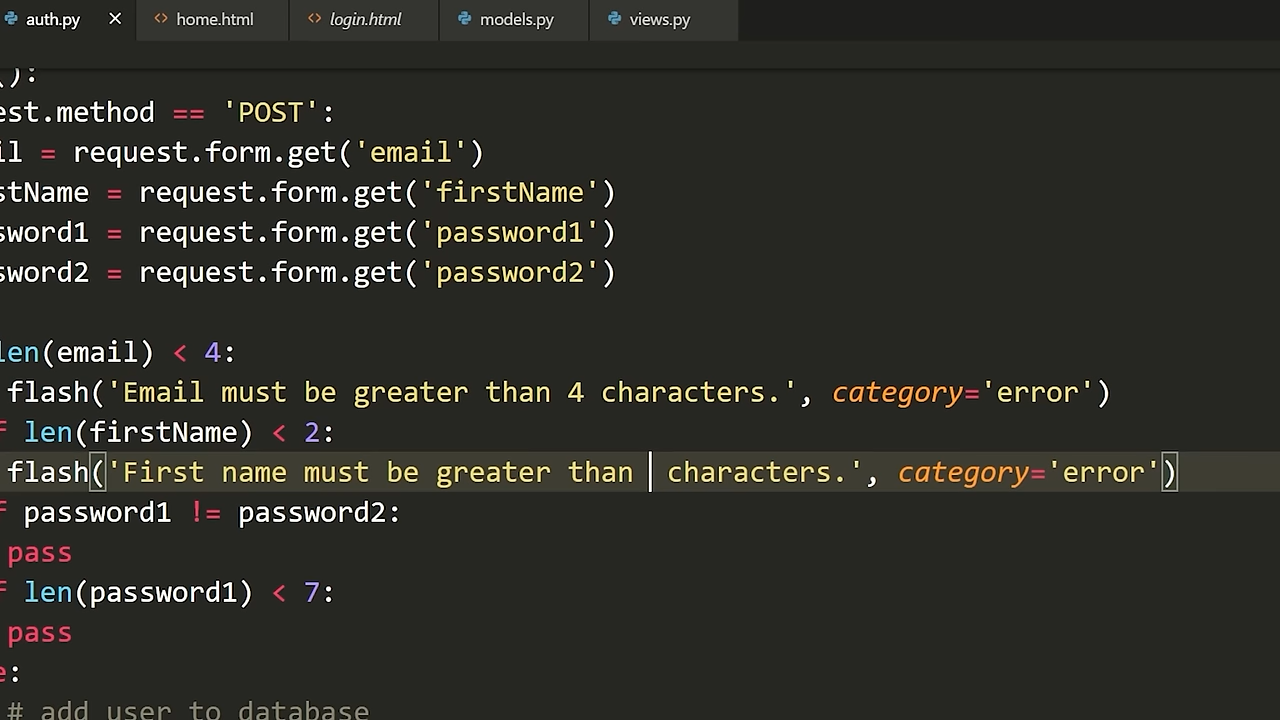 auth.py × <> home.html <> login.html models.py views.py
():
est.method == 'POST':
il = request.form.get('email')
stName = request.form.get('firstName')
sword1 = request.form.get('password1')
sword2 = request.form.get('password2')
len(email) < 4:
flash('Email must be greater than 4 characters.', category='error')
f len(firstName) < 2:
flash('First name must be greater than  characters.', category='error')
f password1 != password2:
pass
f len(password1) < 7:
pass
e:
# add user to database